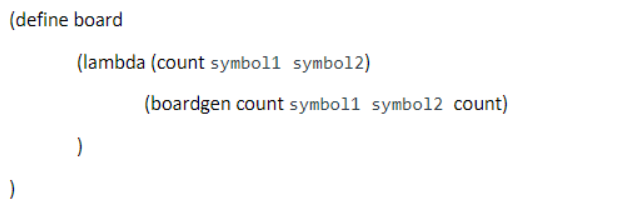 (define board
(lambda (count symbol1 symbol2)
(boardgen count symbol1 symbol2 count)
)
)